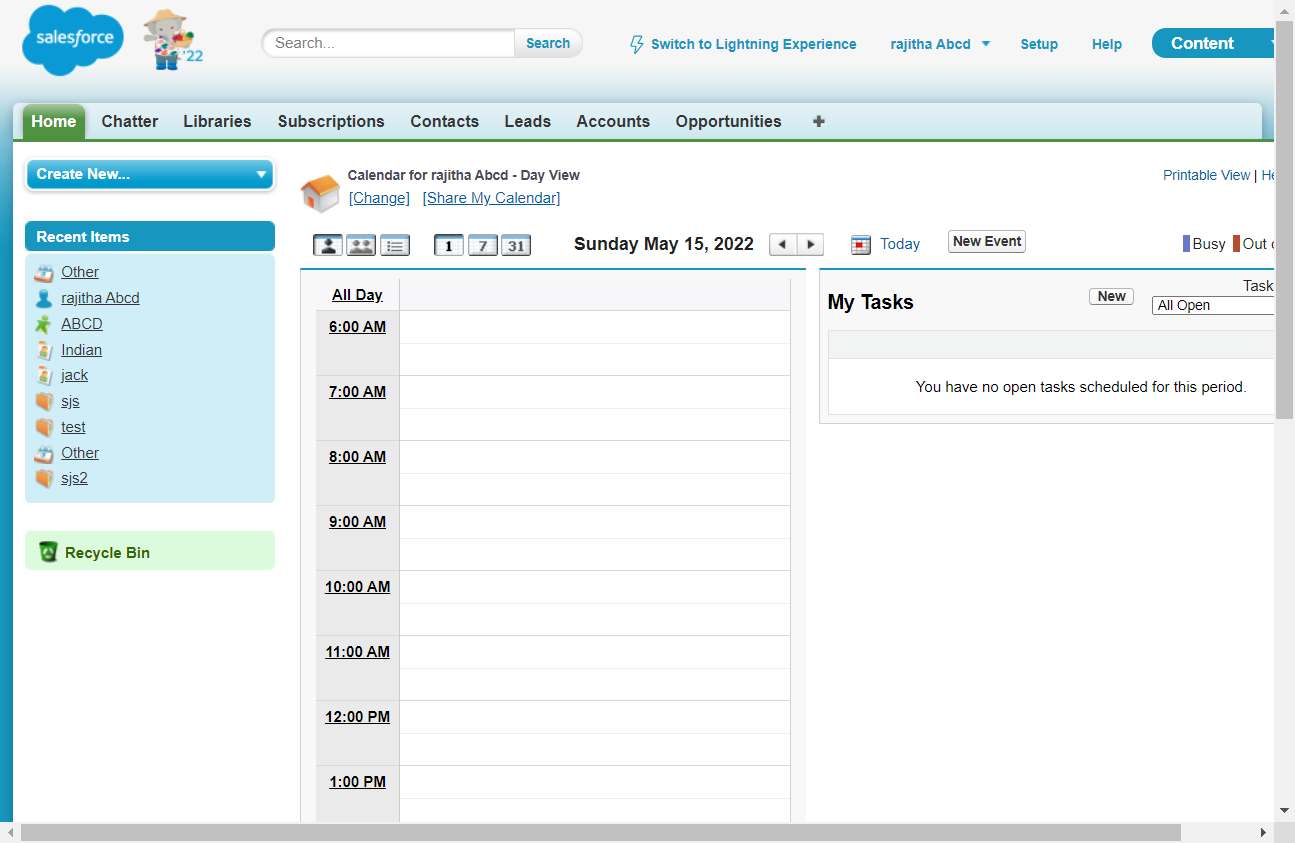 salesforce
'22
Search...
Search
Switch to Lightning Experience
rajitha Abcd
Setup
Help
Content
Home
Chatter
Libraries
Subscriptions
Contacts
Leads
Accounts
Opportunities
+
Create New...
Calendar for rajitha Abcd - Day View
[Change] [Share My Calendar]
Printable View | He
Recent Items
Other
rajitha Abcd
ABCD
Indian
jack
sjs
test
Other
sjs2
Recycle Bin
1
7
31
Sunday May 15, 2022
Today
New Event
Busy
Out o
All Day
6:00 AM
7:00 AM
8:00 AM
9:00 AM
10:00 AM
11:00 AM
12:00 PM
1:00 PM
My Tasks
New
Task
All Open
You have no open tasks scheduled for this period.